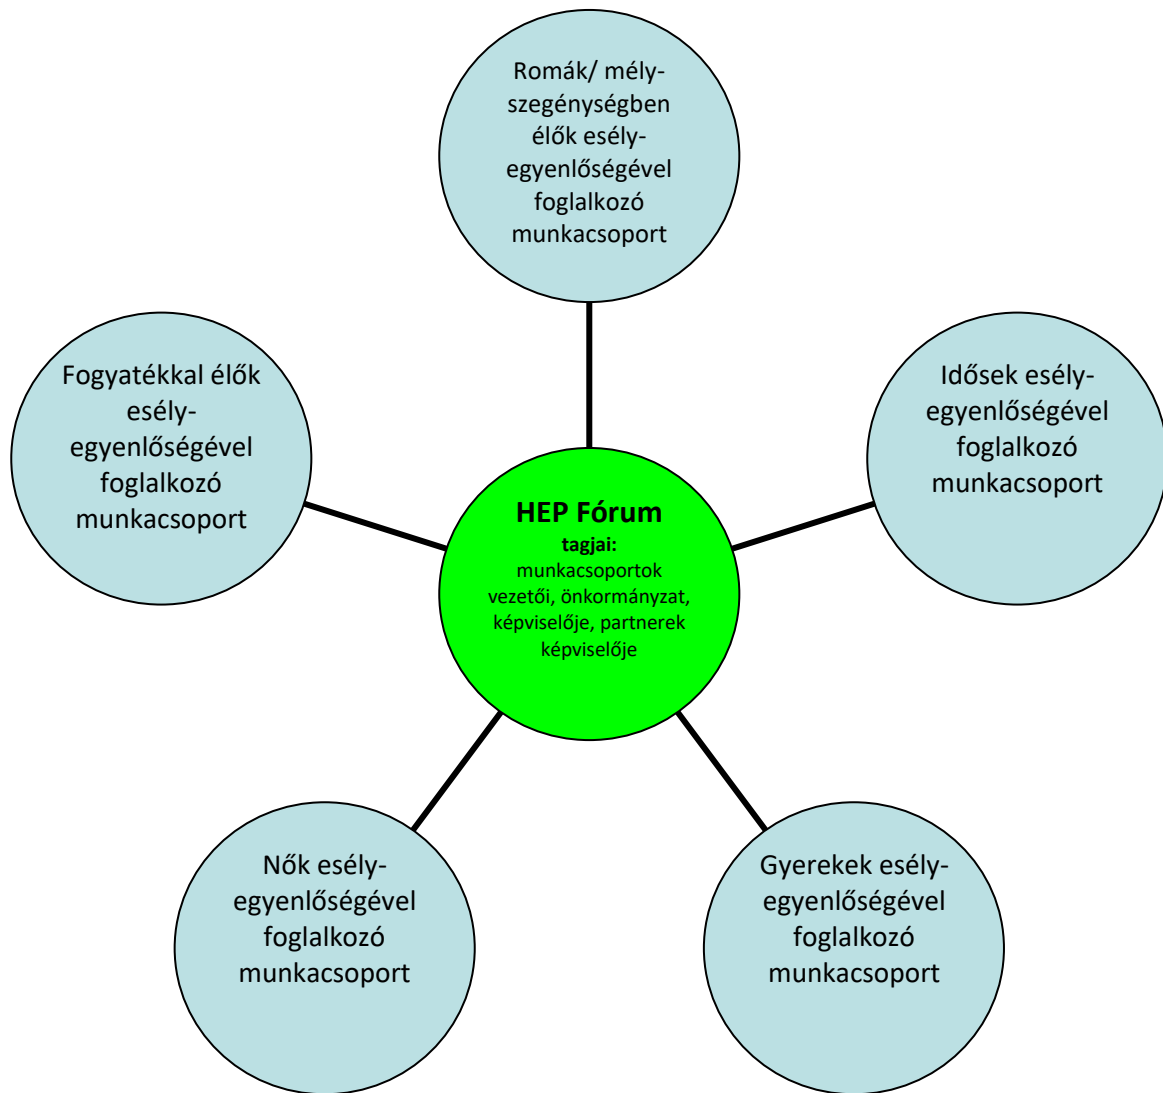 Romák/ mély-
szegénységben
élők esély-
egyenlőségével
foglalkozó
munkacsoport
Fogyatékkal élők
esély-
egyenlőségével
foglalkozó
munkacsoport
Idősek esély-
egyenlőségével
foglalkozó
munkacsoport
HEP Fórum
tagjai:
munkacsoportok
vezetői, önkormányzat,
képviselője, partnerek
képviselője
Nők esély-
egyenlőségével
foglalkozó
munkacsoport
Gyerekek esély-
egyenlőségével
foglalkozó
munkacsoport